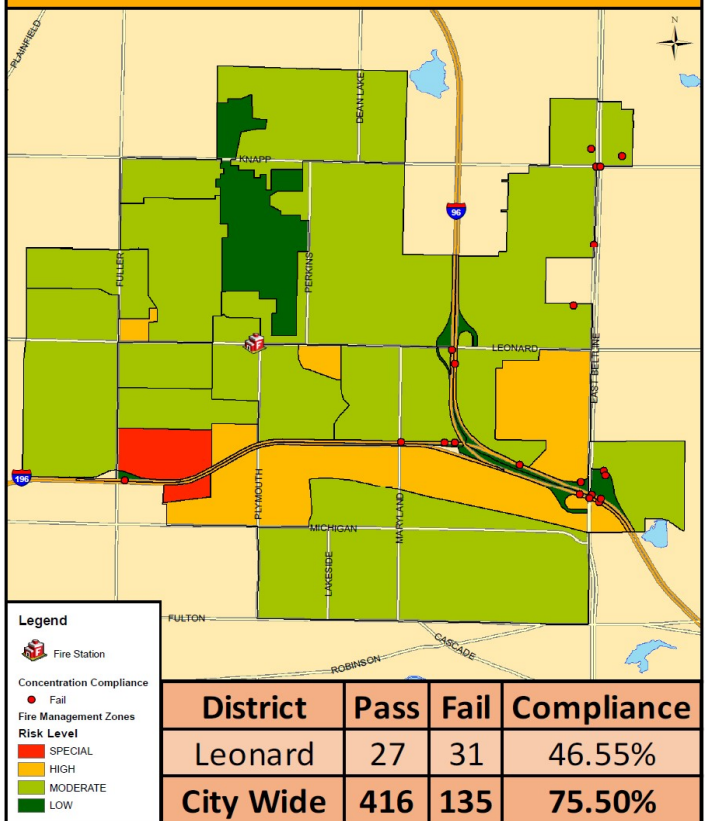 N
PLAINFIELD
DEAN LAKE
KNAPP
96
FULLER
PERKINS
F
LEONARD
EAST BELTLINE
196
PLYMOUTH
MARYLAND
MICHIGAN
LAKESIDE
FULTON
CASCADE
ROBINSON
Legend
F Fire Station
Concentration Compliance
Fail
Fire Management Zones
Risk Level
SPECIAL
HIGH
MODERATE
LOW
District Pass Fail Compliance
Leonard 27 31 46.55%
City Wide 416 135 75.50%